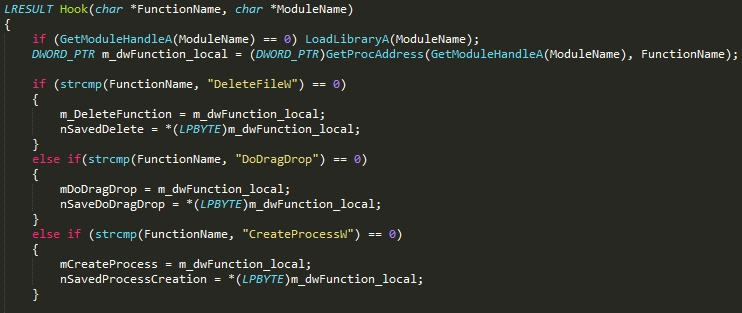 LRESULT Hook(char *FunctionName, char *ModuleName)
{
    if (GetModuleHandleA(ModuleName) == 0) LoadLibraryA(ModuleName);
    DWORD_PTR m_dwFunction_local = (DWORD_PTR)GetProcAddress(GetModuleHandleA(ModuleName), FunctionName);

    if (strcmp(FunctionName, "DeleteFileW") == 0)
    {
        m_DeleteFunction = m_dwFunction_local;
        nSavedDelete = *(LPBYTE)m_dwFunction_local;
    }
    else if(strcmp(FunctionName, "DoDragDrop") == 0)
    {
        mDoDragDrop = m_dwFunction_local;
        nSaveDoDragDrop = *(LPBYTE)m_dwFunction_local;
    }
    else if (strcmp(FunctionName, "CreateProcessW") == 0)
    {
        mCreateProcess = m_dwFunction_local;
        nSavedProcessCreation = *(LPBYTE)m_dwFunction_local;
    }